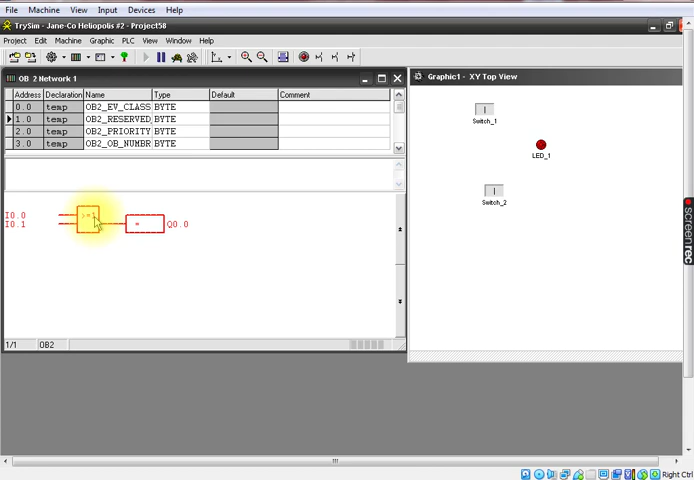 File Machine View Input Devices Help
TrySim - Jane-Co Heliopolis #2 - Project58
Project Edit Machine Graphic PLC View Window Help
OB 2 Network 1
Address Declaration Name Type Default Comment
0.0 temp OB2_EV_CLASS BYTE
1.0 temp OB2_RESERVED_ BYTE
2.0 temp OB2_PRIORITY BYTE
3.0 temp OB2_OB_NUMBR BYTE
I0.0 >=1
I0.1 = Q0.0
1/1 OB2
Graphic1 - XY Top View
Switch_1
LED_1
Switch_2
screenrec
Right Ctrl